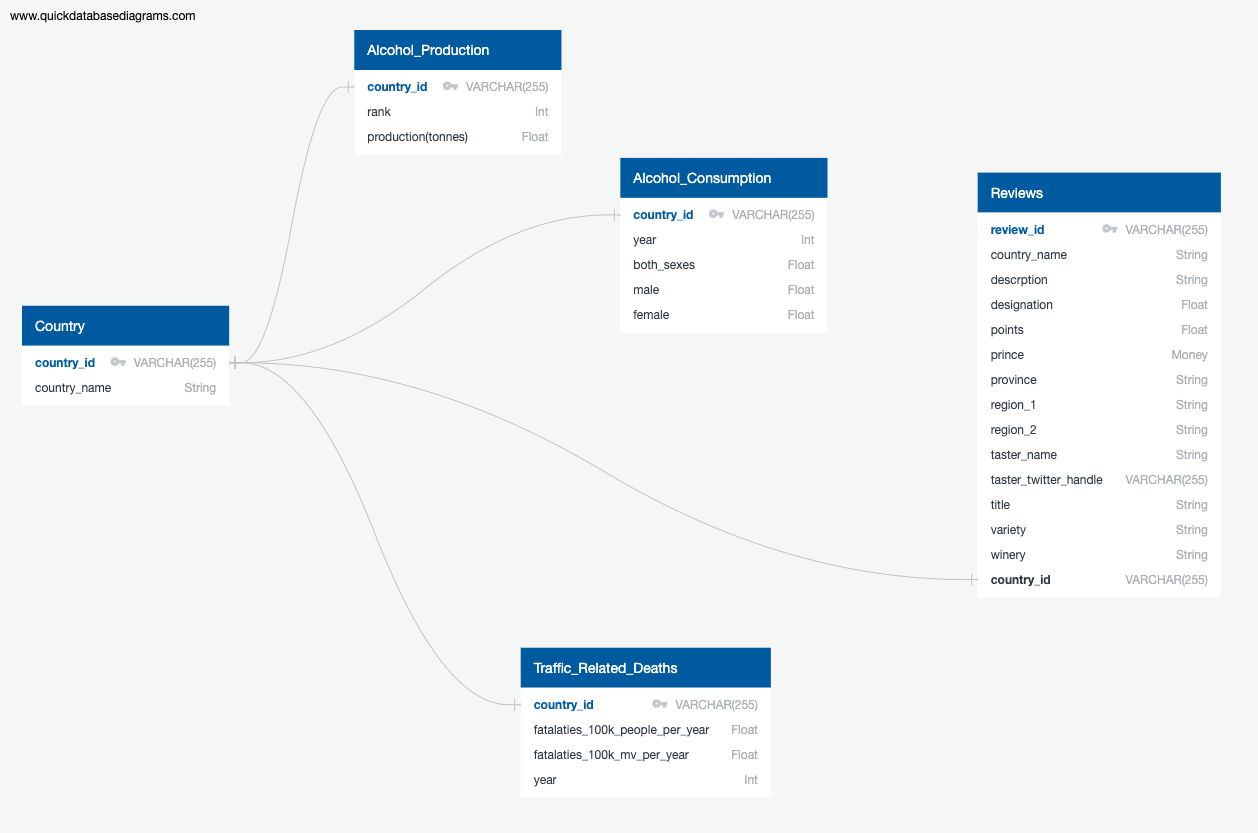 www.quickdatabasediagrams.com
Alcohol_Production
country_id VARCHAR(255)
rank Int
production(tonnes) Float
Alcohol_Consumption
country_id VARCHAR(255)
year Int
both_sexes Float
male Float
female Float
Reviews
review_id VARCHAR(255)
country_name String
descrption String
designation Float
points Float
prince Money
province String
region_1 String
region_2 String
taster_name String
taster_twitter_handle VARCHAR(255)
title String
variety String
winery String
country_id VARCHAR(255)
Country
country_id VARCHAR(255)
country_name String
Traffic_Related_Deaths
country_id VARCHAR(255)
fatalaties_100k_people_per_year Float
fatalaties_100k_mv_per_year Float
year Int